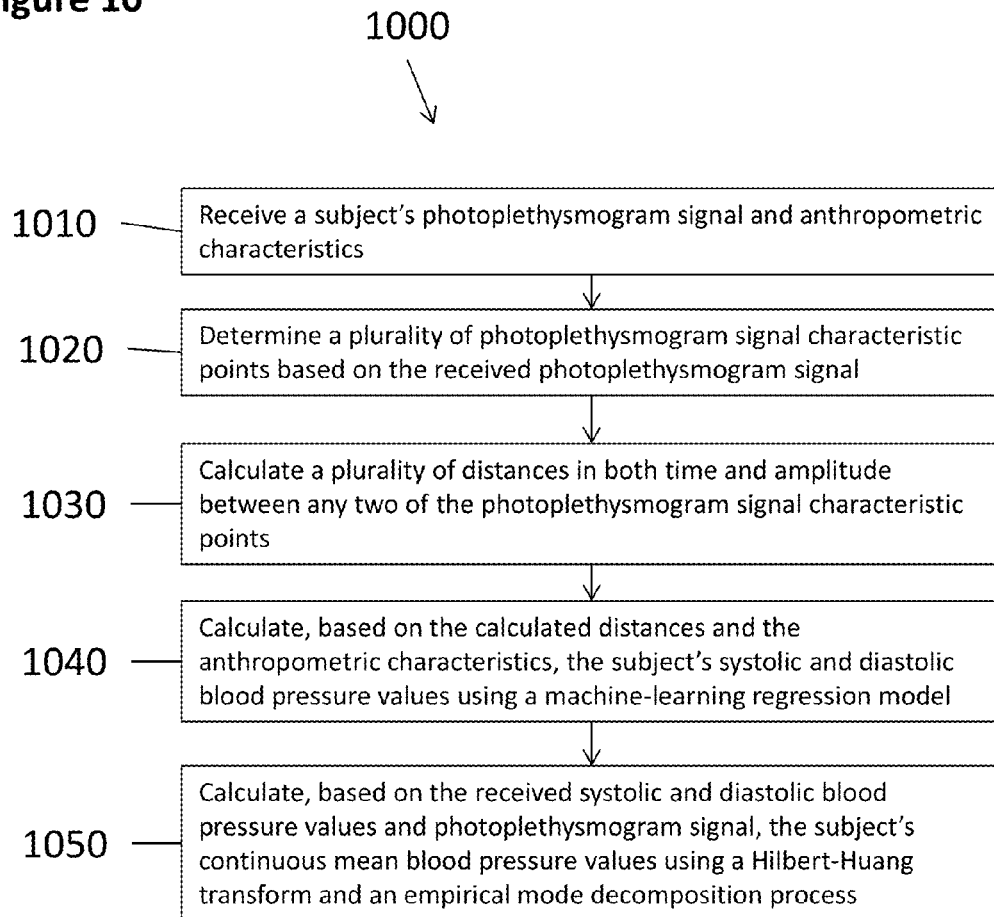 igure 10
1000
1010
Receive a subject's photoplethysmogram signal and anthropometric
characteristics
1020
Determine a plurality of photoplethysmogram signal characteristic
points based on the received photoplethysmogram signal
1030
Calculate a plurality of distances in both time and amplitude
between any two of the photoplethysmogram signal characteristic
points
1040
Calculate, based on the calculated distances and the
anthropometric characteristics, the subject's systolic and diastolic
blood pressure values using a machine-learning regression model
1050
Calculate, based on the received systolic and diastolic blood
pressure values and photoplethysmogram signal, the subject's
continuous mean blood pressure values using a Hilbert-Huang
transform and an empirical mode decomposition process